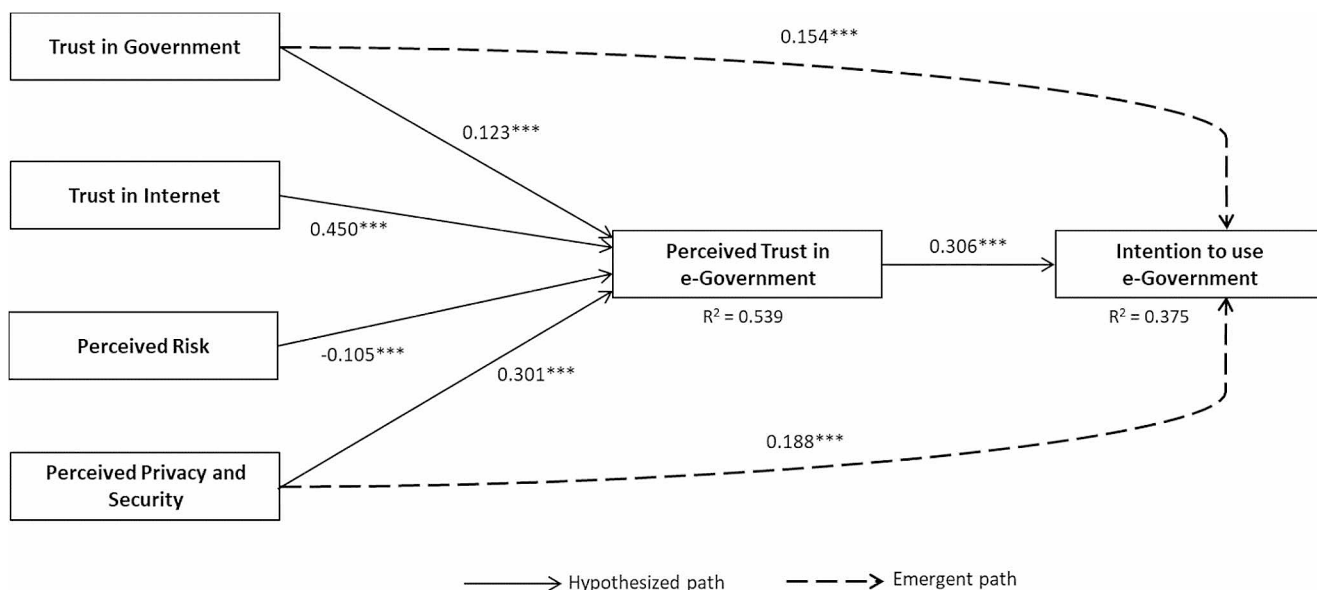 Trust in Government
0.154***
0.123***
Trust in Internet
0.450***
Perceived Trust in
e-Government
R² = 0.539
0.306***
Intention to use
e-Government
R² = 0.375
Perceived Risk
-0.105***
0.301***
Perceived Privacy and
Security
0.188***
Hypothesized path
Emergent path